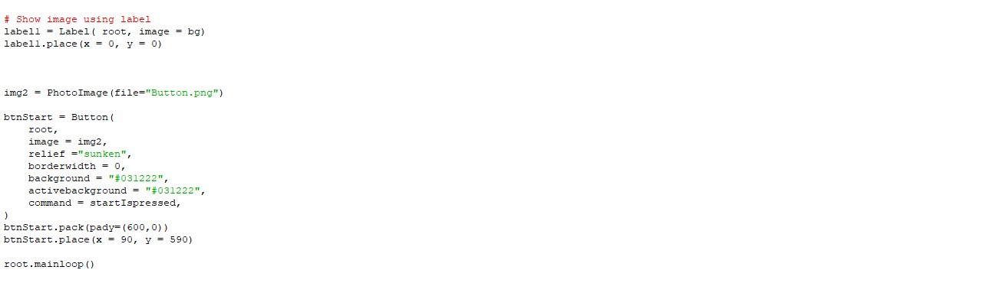 # Show image using label
label1 = Label( root, image = bg)
label1.place(x = 0, y = 0)
img2 = PhotoImage(file="Button.png")
btnStart = Button(
    root,
    image = img2,
    relief ="sunken",
    borderwidth = 0,
    background = "#031222",
    activebackground = "#031222",
    command = startIspressed,
)
btnStart.pack(pady=(600,0))
btnStart.place(x = 90, y = 590)
root.mainloop()